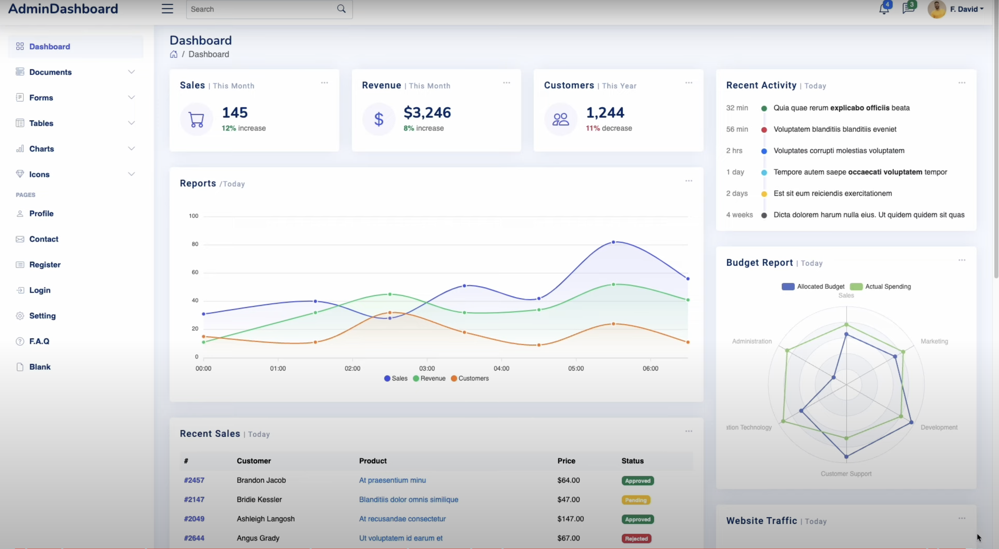 AdminDashboard
Search
4
3
F. David
Dashboard
Documents
Forms
Tables
Charts
Icons
PAGES
Profile
Contact
Register
Login
Setting
F.A.Q
Blank
Dashboard
/ Dashboard
Sales | This Month
145
12% increase
Revenue | This Month
$
$3,246
8% increase
Customers | This Year
1,244
11% decrease
Reports /Today
100
80
60
40
20
0
00:00 01:00 02:00 03:00 04:00 05:00 06:00
Sales Revenue Customers
Recent Sales | Today
# Customer Product Price Status
#2457 Brandon Jacob At praesentium minu $64.00 Approved
#2147 Bridie Kessler Blanditiis dolor omnis similique $47.00 Pending
#2049 Ashleigh Langosh At recusandae consectetur $147.00 Approved
#2644 Angus Grady Ut voluptatem id earum et $67.00 Rejected
Recent Activity | Today
32 min Quia quae rerum explicabo officiis beata
56 min Voluptatem blanditiis blanditiis eveniet
2 hrs Voluptates corrupti molestias voluptatem
1 day Tempore autem saepe occaecati voluptatem tempor
2 days Est sit eum reiciendis exercitationem
4 weeks Dicta dolorem harum nulla eius. Ut quidem quidem sit quas
Budget Report | Today
Allocated Budget Actual Spending
Sales
Administration Marketing
ation Technology Development
Customer Support
Website Traffic | Today